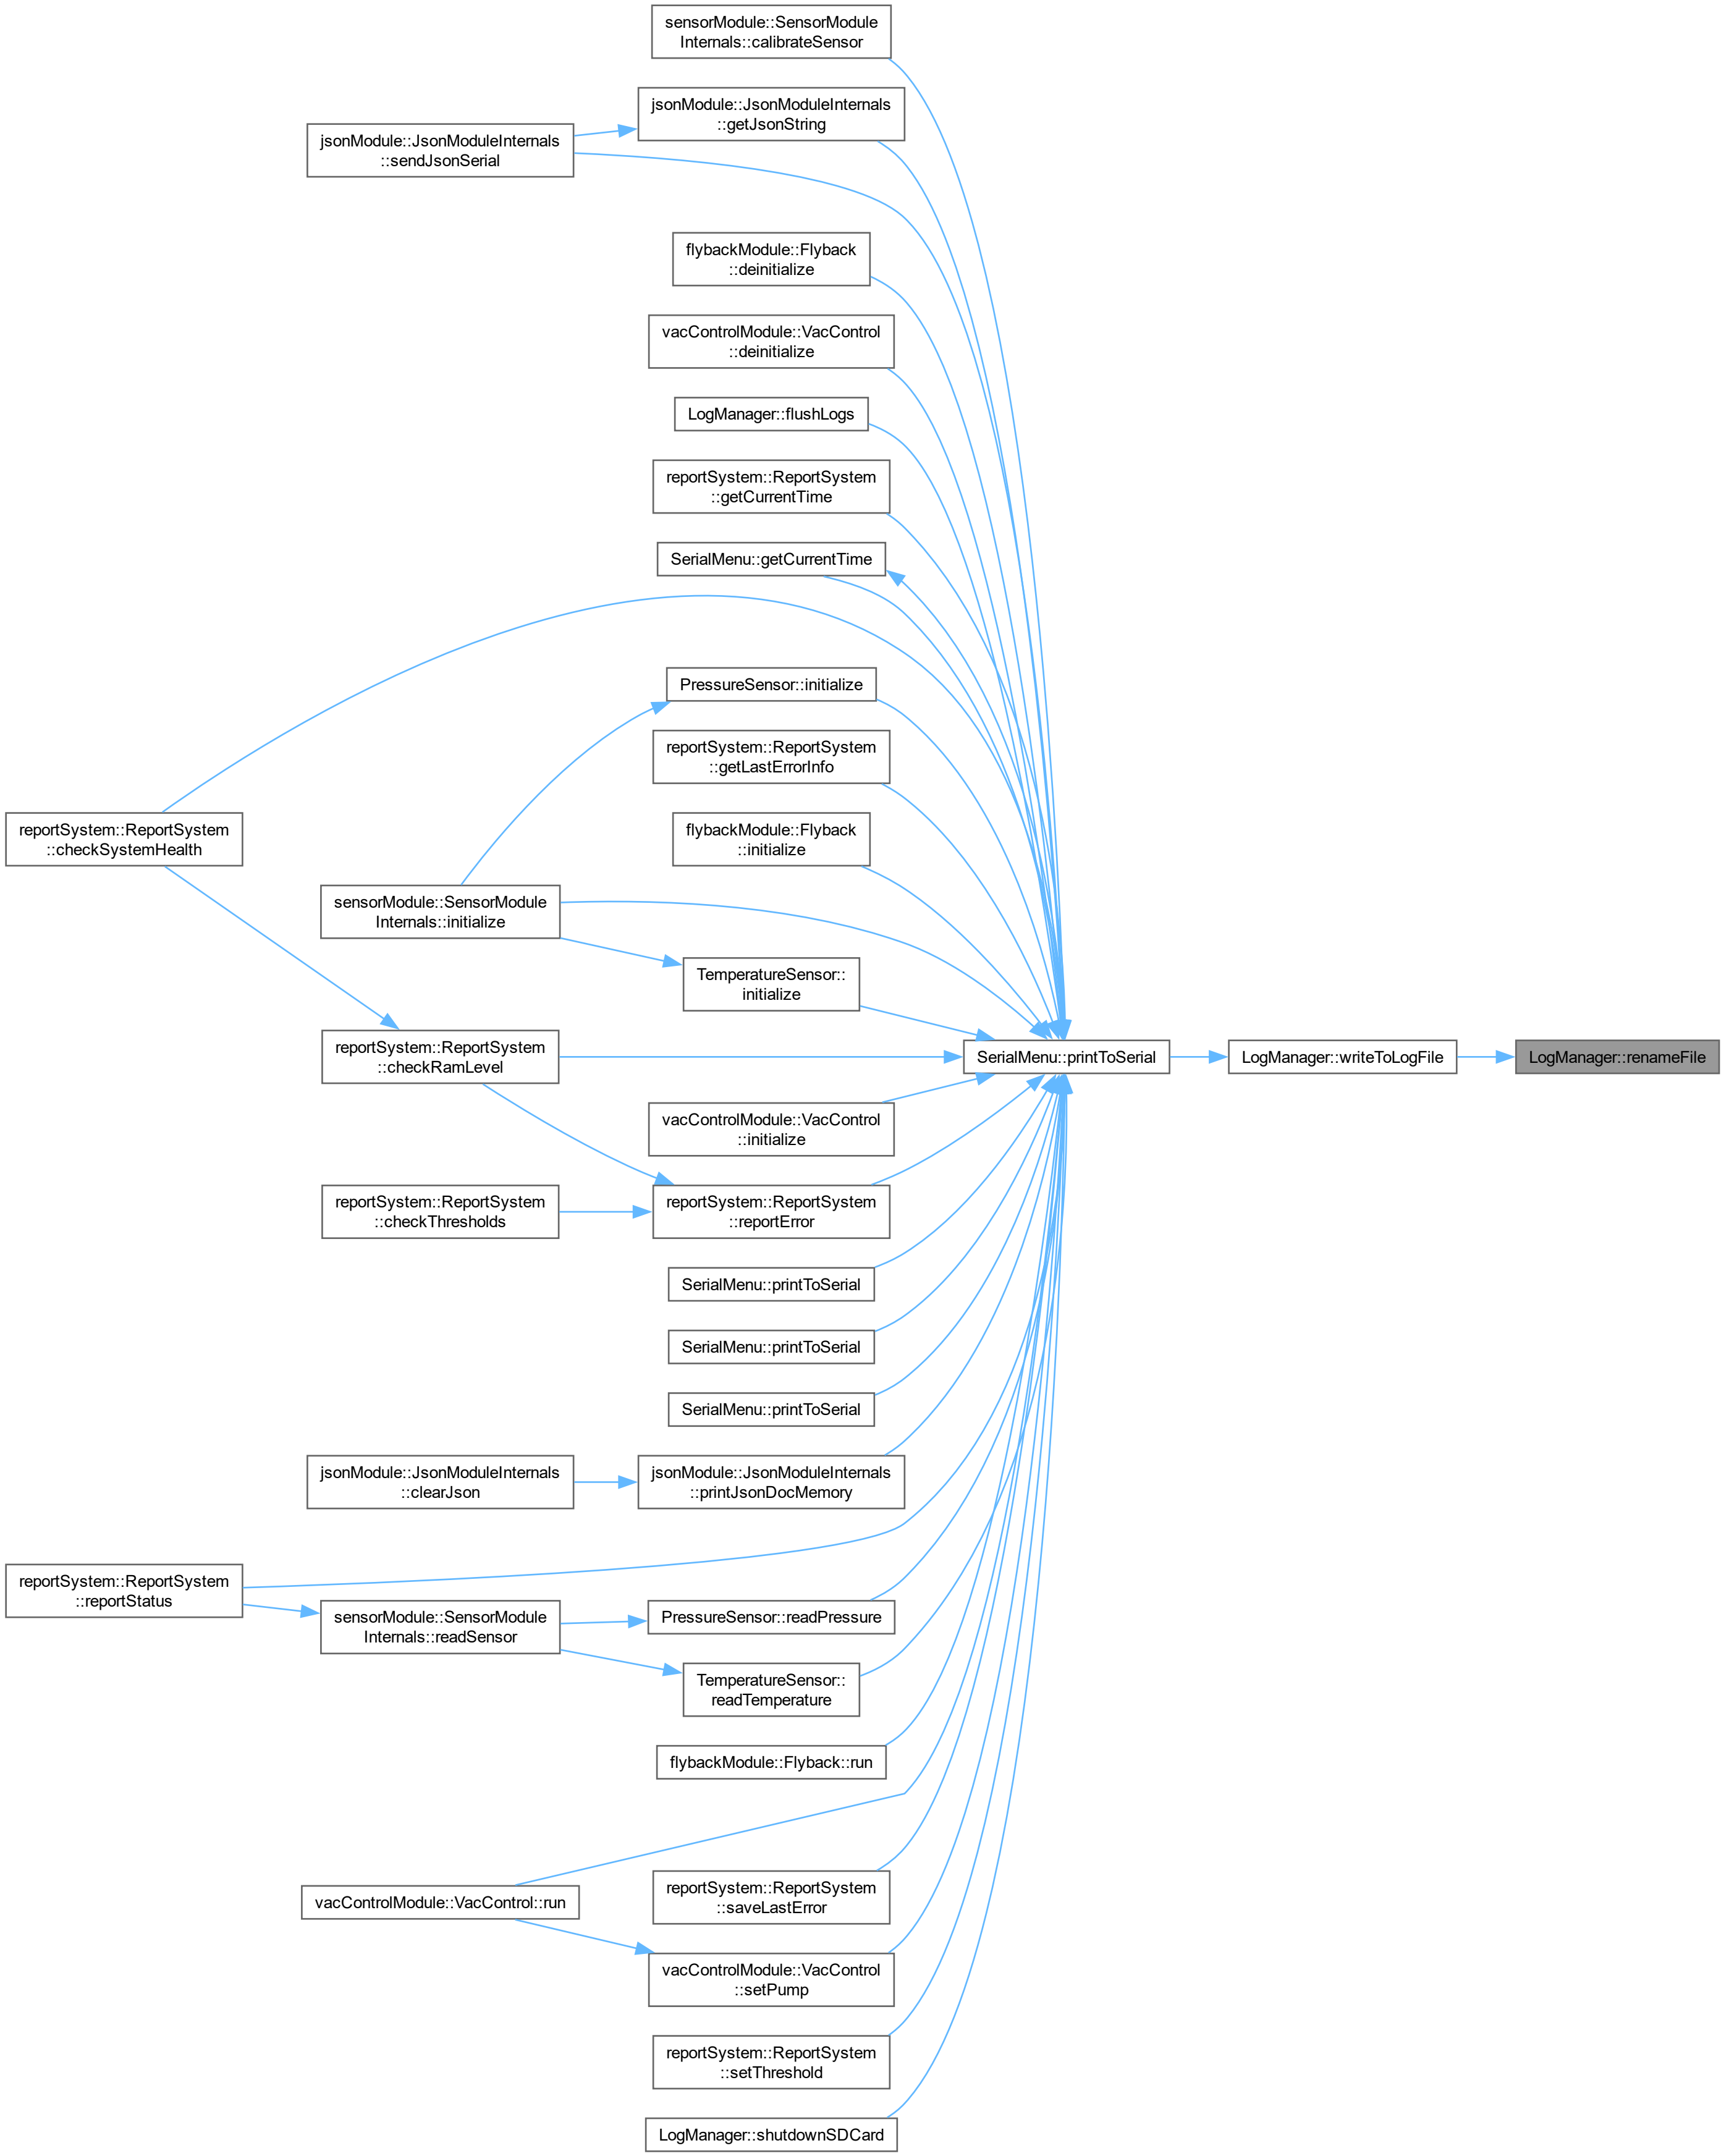 sensorModule::SensorModule
Internals::calibrateSensor
jsonModule::JsonModuleInternals
::getJsonString
jsonModule::JsonModuleInternals
::sendJsonSerial
flybackModule::Flyback
::deinitialize
vacControlModule::VacControl
::deinitialize
LogManager::flushLogs
reportSystem::ReportSystem
::getCurrentTime
SerialMenu::getCurrentTime
PressureSensor::initialize
reportSystem::ReportSystem
::getLastErrorInfo
reportSystem::ReportSystem
::checkSystemHealth
flybackModule::Flyback
::initialize
sensorModule::SensorModule
Internals::initialize
TemperatureSensor::
initialize
reportSystem::ReportSystem
::checkRamLevel
SerialMenu::printToSerial
LogManager::writeToLogFile
LogManager::renameFile
vacControlModule::VacControl
::initialize
reportSystem::ReportSystem
::checkThresholds
reportSystem::ReportSystem
::reportError
SerialMenu::printToSerial
SerialMenu::printToSerial
SerialMenu::printToSerial
jsonModule::JsonModuleInternals
::clearJson
jsonModule::JsonModuleInternals
::printJsonDocMemory
reportSystem::ReportSystem
::reportStatus
sensorModule::SensorModule
Internals::readSensor
PressureSensor::readPressure
TemperatureSensor::
readTemperature
flybackModule::Flyback::run
vacControlModule::VacControl::run
reportSystem::ReportSystem
::saveLastError
vacControlModule::VacControl
::setPump
reportSystem::ReportSystem
::setThreshold
LogManager::shutdownSDCard